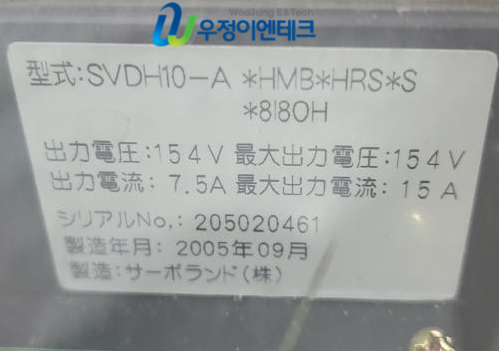 WooJung E&Tech
우정이엔테크
型式:SVDH10-A *HMB*HRS*S
*8I80H
出力電圧:154V 最大出力電圧:154V
出力電流: 7.5A 最大出力電流: 15A
シリアルNo,: 205020461
製造年月: 2005年09月
製造:サーボランド(株)